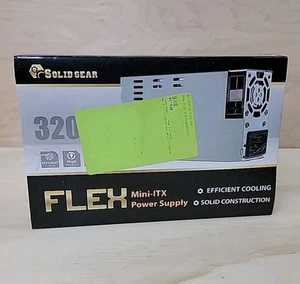 SOLID GEAR
320
FLEX
Mini-ITX
Power Supply
EFFICIENT COOLING
SOLID CONSTRUCTION